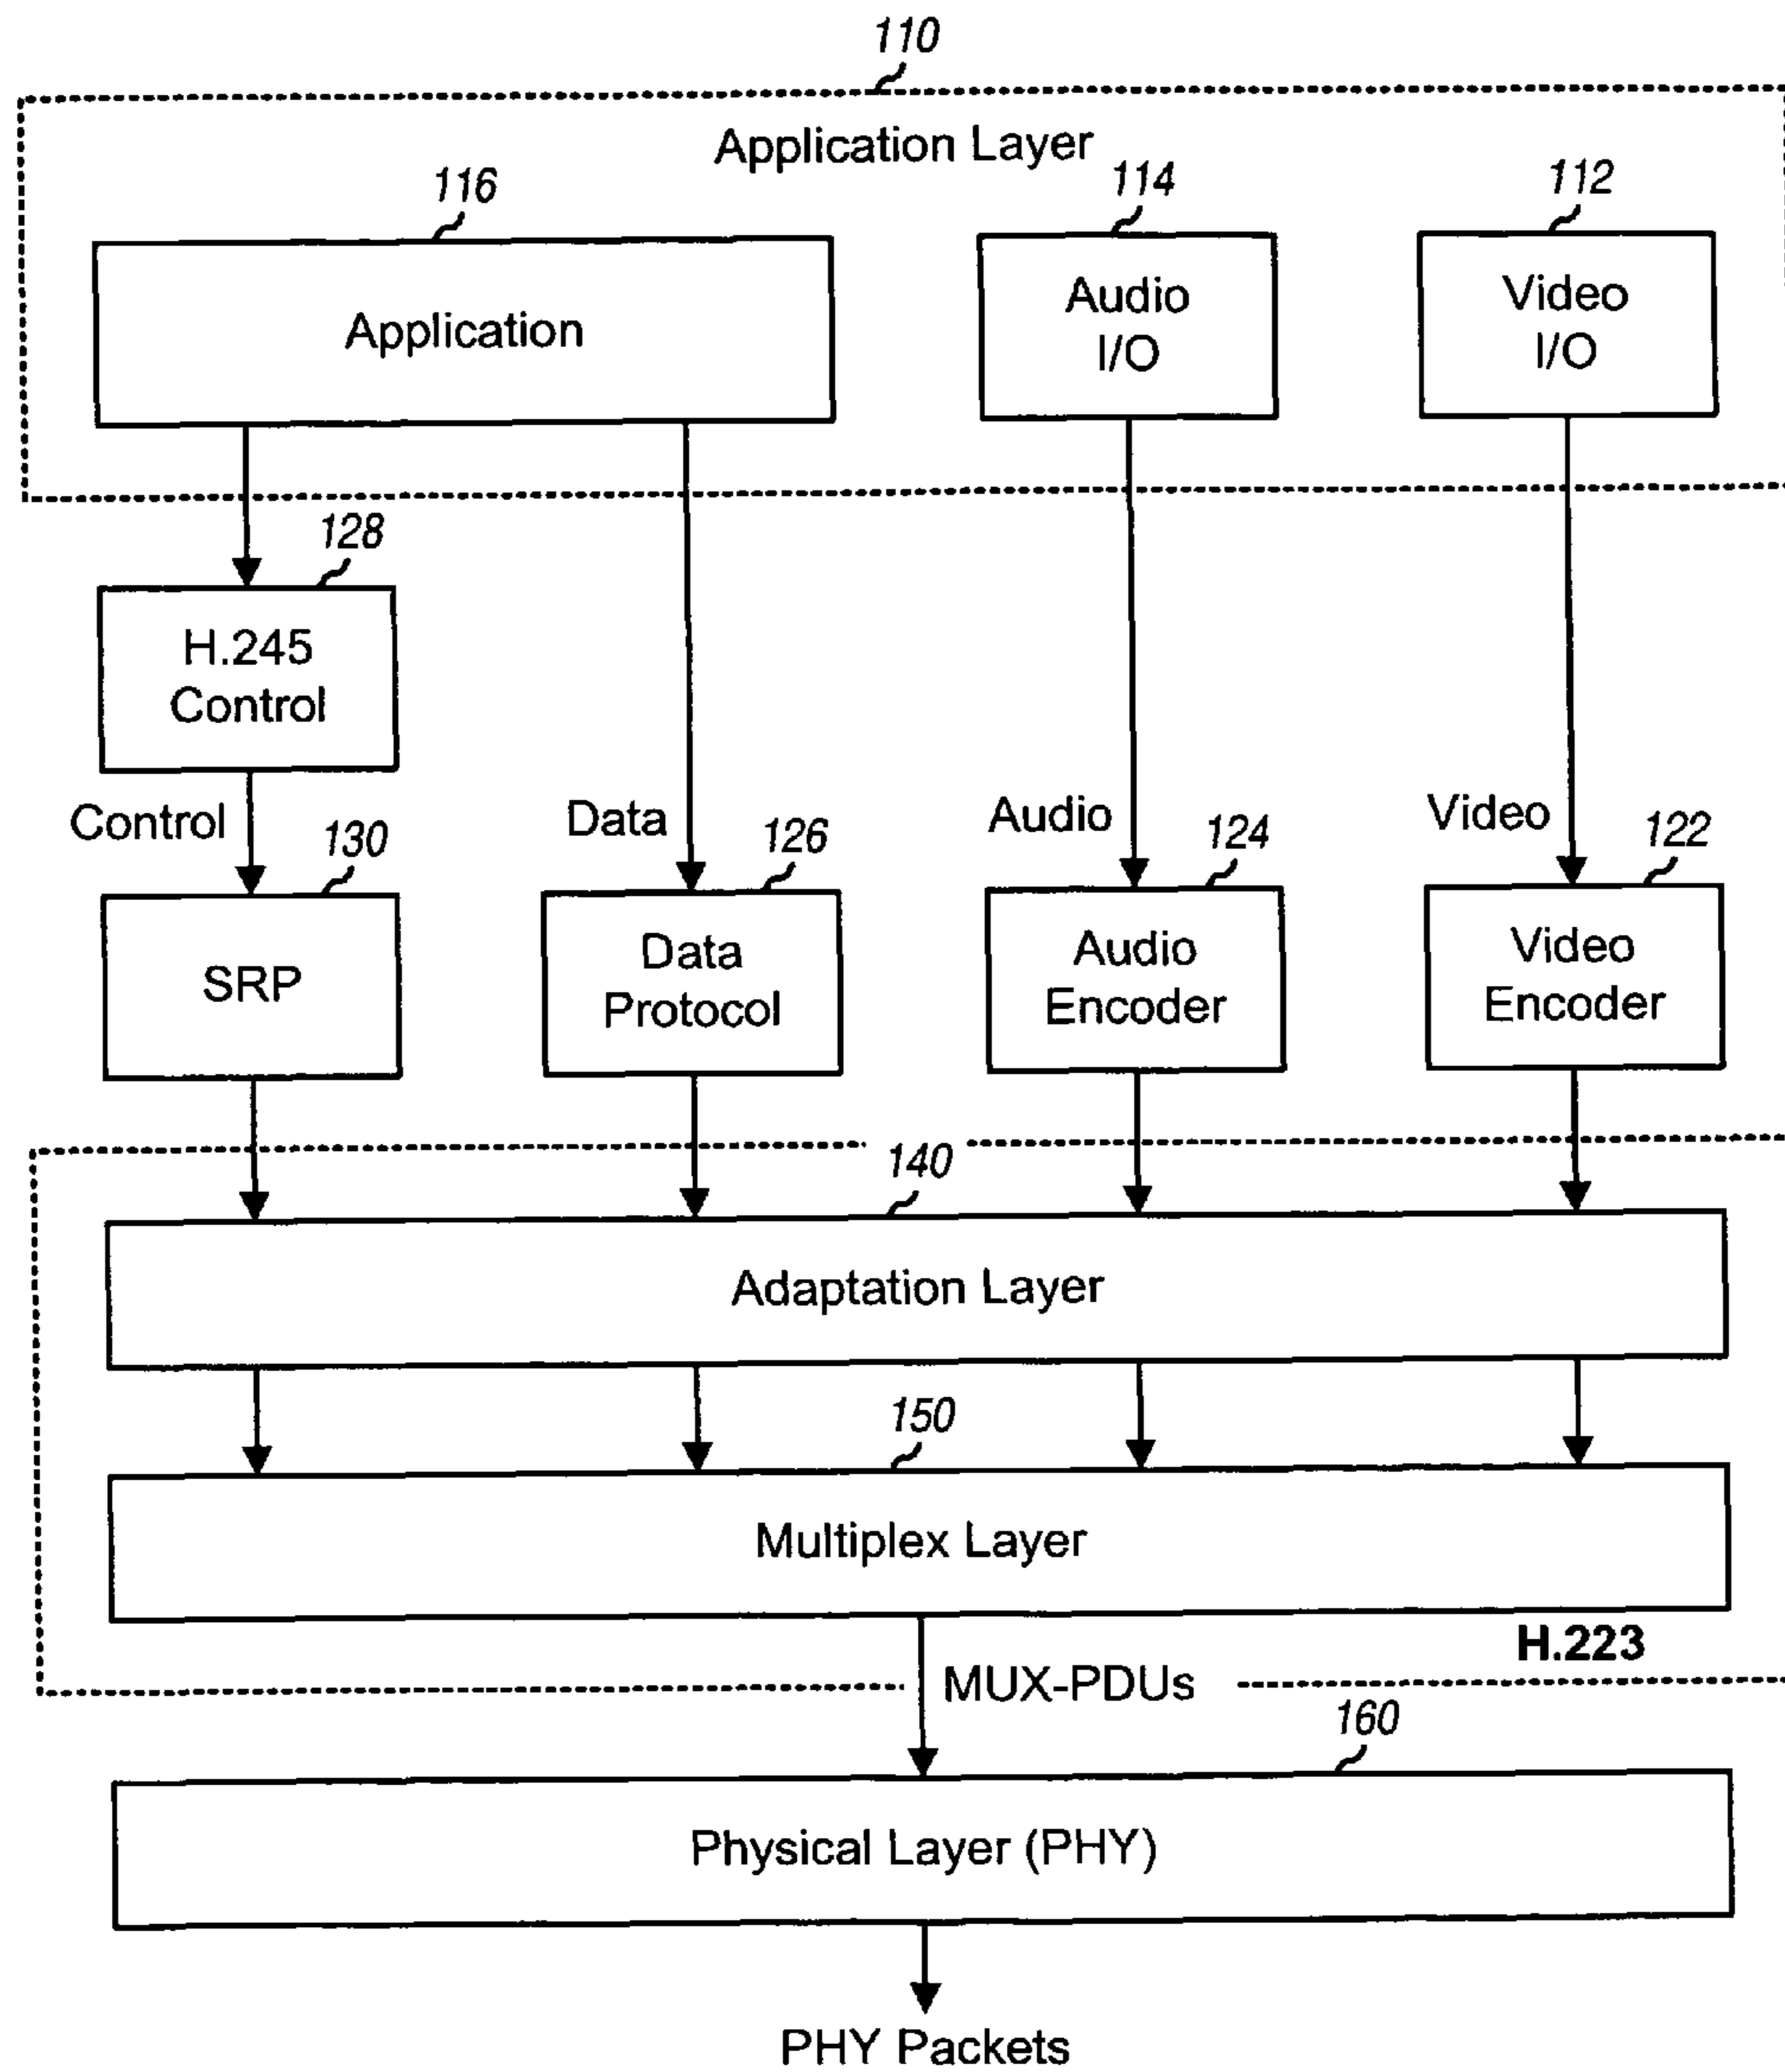 110
Application Layer
116
114
112
Application
Audio
I/O
Video
I/O
128
H.245
Control
Control
Data
Audio
Video
130
126
124
122
SRP
Data
Protocol
Audio
Encoder
Video
Encoder
140
Adaptation Layer
150
Multiplex Layer
H.223
MUX-PDUs
160
Physical Layer (PHY)
PHY Packets